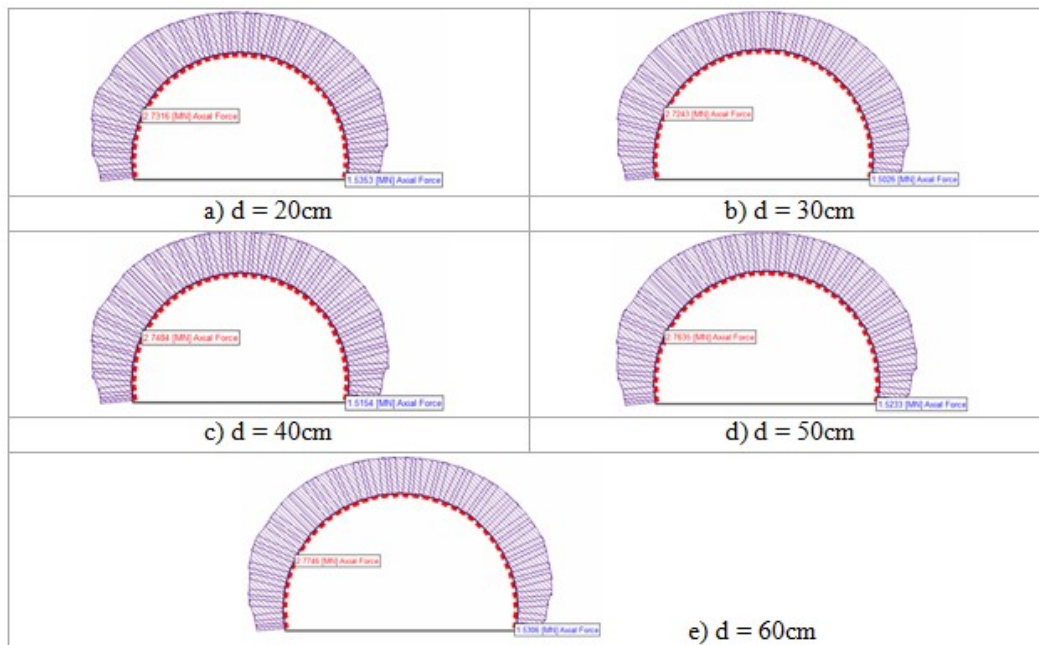 2.7316 [MN] Axial Force
1.5353 [MN] Axial Force
a) d = 20cm
2.7243 [MN] Axial Force
1.5026 [MN] Axial Force
b) d = 30cm
2.7484 [MN] Axial Force
1.5154 [MN] Axial Force
c) d = 40cm
2.7635 [MN] Axial Force
1.5233 [MN] Axial Force
d) d = 50cm
2.7746 [MN] Axial Force
1.5306 [MN] Axial Force
e) d = 60cm